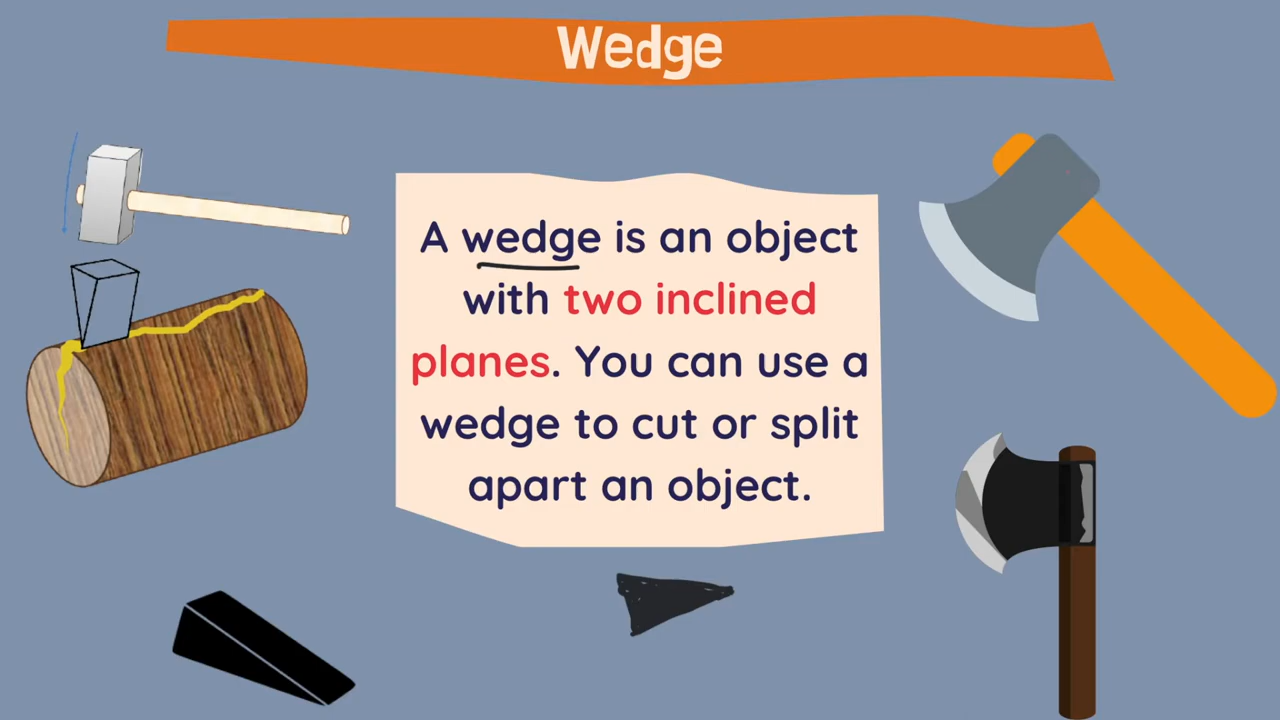 Wedge
A wedge is an object
with two inclined
planes. You can use a
wedge to cut or split
apart an object.